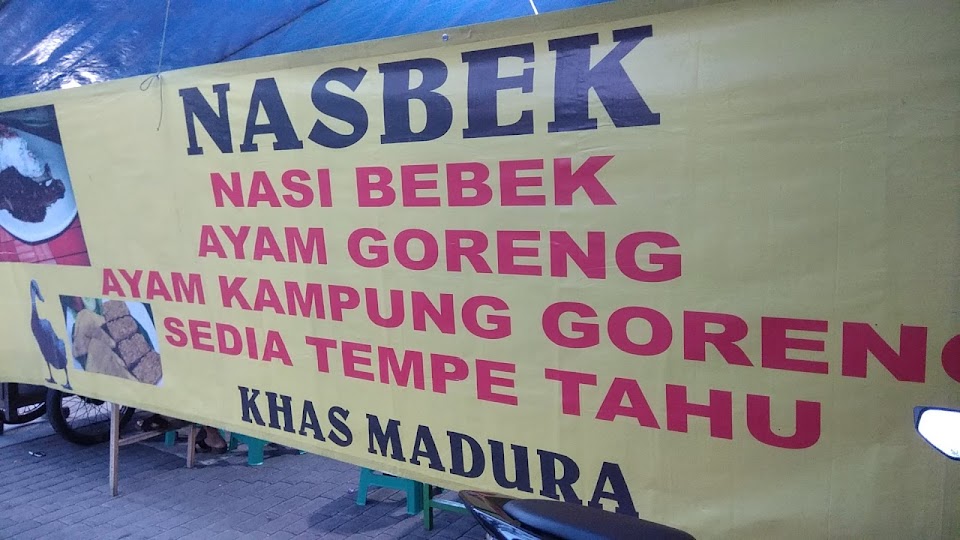 NASBEK
NASI BEBEK
AYAM GORENG
AYAM KAMPUNG GORENG
SEDIA TEMPE TAHU
KHAS MADURA